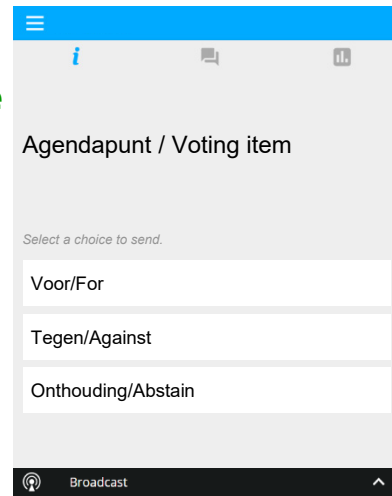 i
Agendapunt / Voting item
Select a choice to send.
Voor/For
Tegen/Against
Onthouding/Abstain
Broadcast